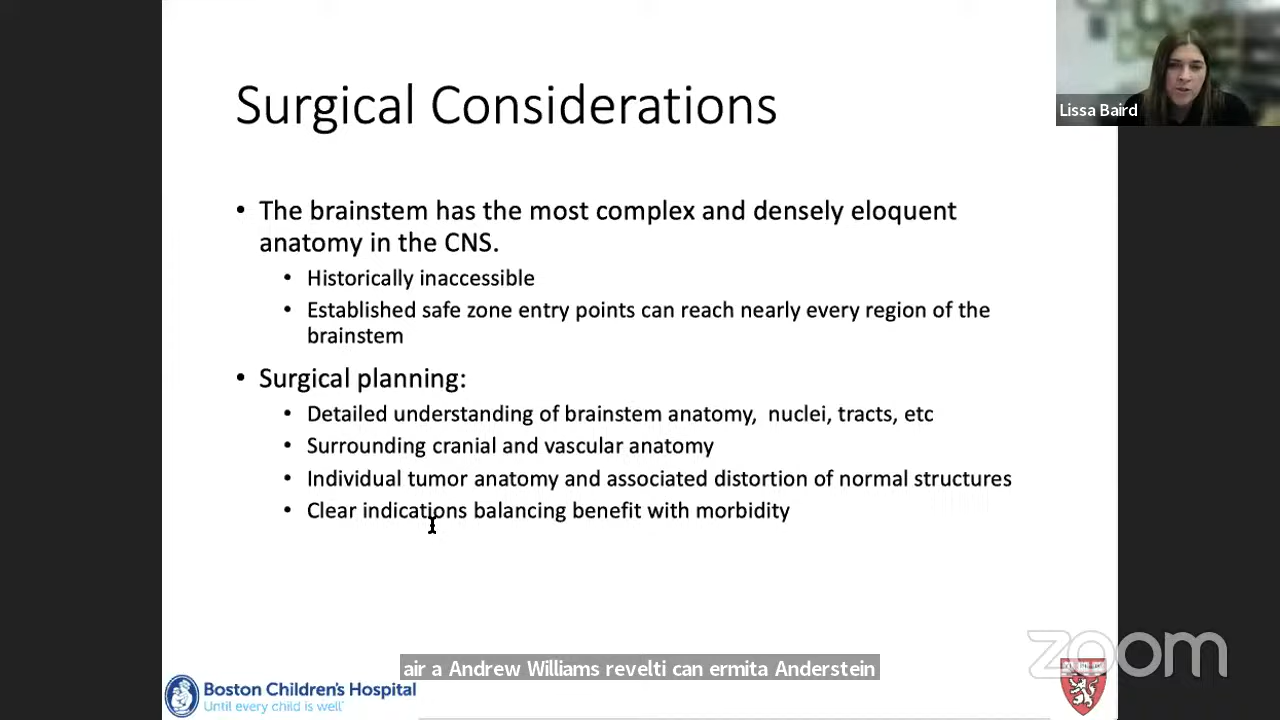 Surgical Considerations
Lissa Baird
• The brainstem has the most complex and densely eloquent
anatomy in the CNS.
• Historically inaccessible
• Established safe zone entry points can reach nearly every region of the
brainstem
• Surgical planning:
• Detailed understanding of brainstem anatomy, nuclei, tracts, etc
• Surrounding cranial and vascular anatomy
• Individual tumor anatomy and associated distortion of normal structures
• Clear indications balancing benefit with morbidity
zoom
air a Andrew Williams revelti can ermita Anderstein
Boston Children's Hospital
Until every child is well™